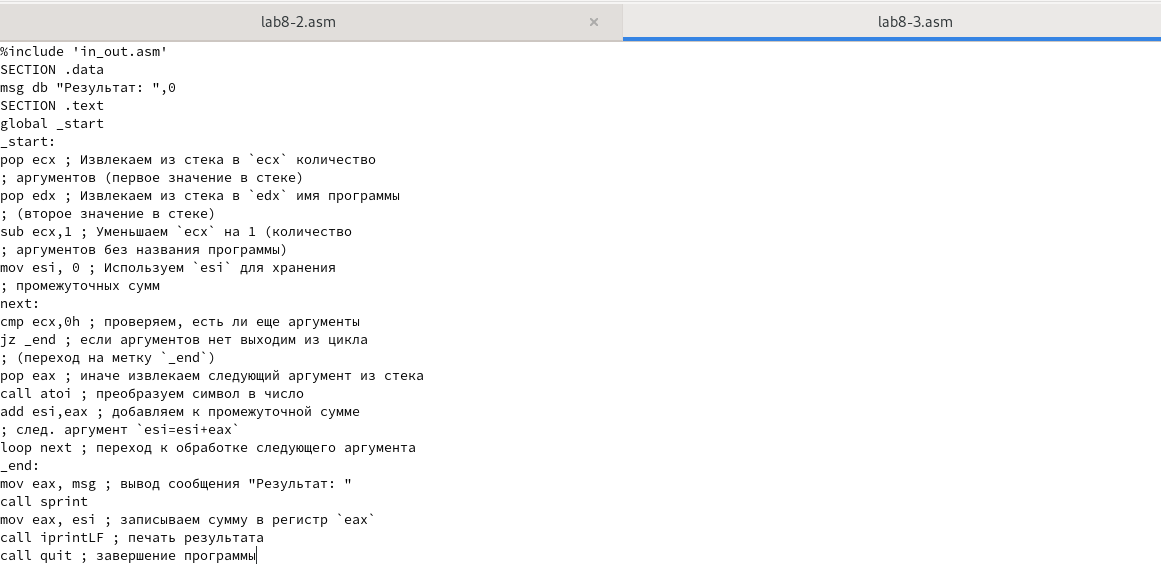 lab8-2.asm × lab8-3.asm
%include 'in_out.asm'
SECTION .data
msg db "Результат: ",0
SECTION .text
global _start
_start:
pop ecx ; Извлекаем из стека в `ecx` количество
; аргументов (первое значение в стеке)
pop edx ; Извлекаем из стека в `edx` имя программы
; (второе значение в стеке)
sub ecx,1 ; Уменьшаем `ecx` на 1 (количество
; аргументов без названия программы)
mov esi, 0 ; Используем `esi` для хранения
; промежуточных сумм
next:
cmp ecx,0h ; проверяем, есть ли еще аргументы
jz _end ; если аргументов нет выходим из цикла
; (переход на метку `_end`)
pop eax ; иначе извлекаем следующий аргумент из стека
call atoi ; преобразуем символ в число
add esi,eax ; добавляем к промежуточной сумме
; след. аргумент `esi=esi+eax`
loop next ; переход к обработке следующего аргумента
_end:
mov eax, msg ; вывод сообщения "Результат: "
call sprint
mov eax, esi ; записываем сумму в регистр `eax`
call iprintLF ; печать результата
call quit ; завершение программы